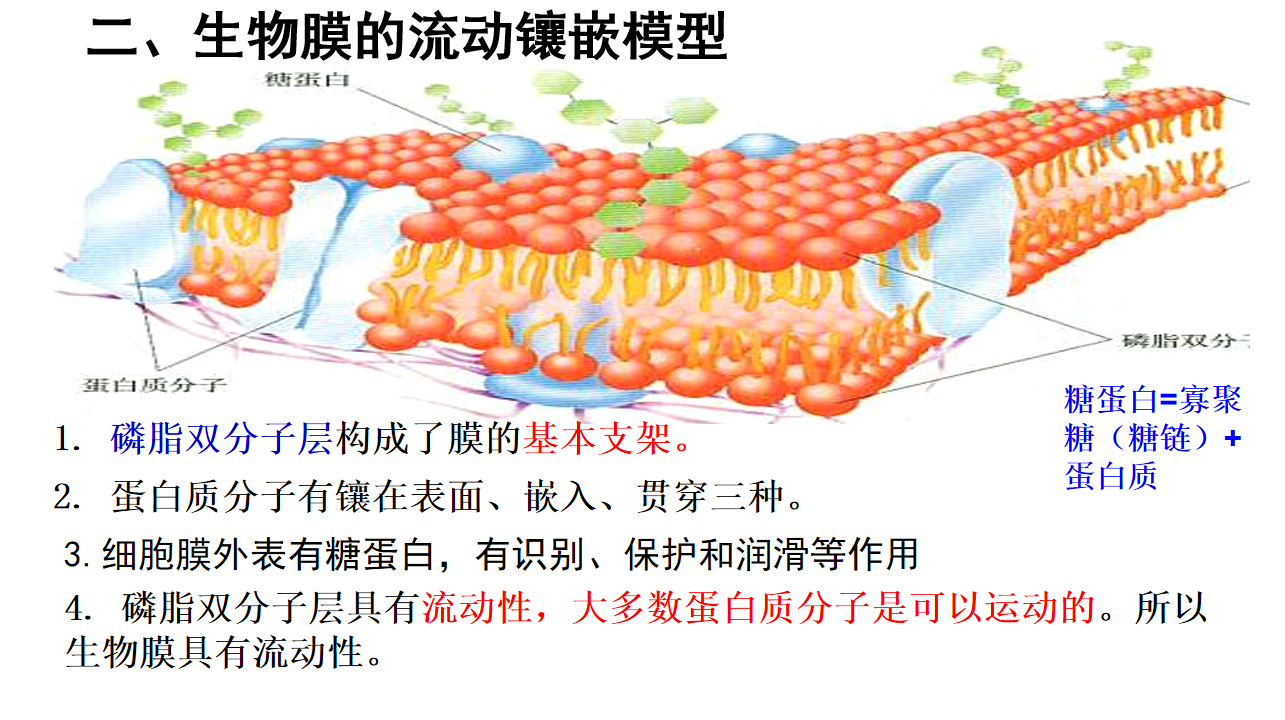 二、生物膜的流动镶嵌模型
糖蛋白
磷脂双分子
蛋白质分子
糖蛋白=寡聚
糖（糖链）+
蛋白质
1. 磷脂双分子层构成了膜的基本支架。
2. 蛋白质分子有镶在表面、嵌入、贯穿三种。
3.细胞膜外表有糖蛋白，有识别、保护和润滑等作用
4. 磷脂双分子层具有流动性，大多数蛋白质分子是可以运动的。所以
生物膜具有流动性。